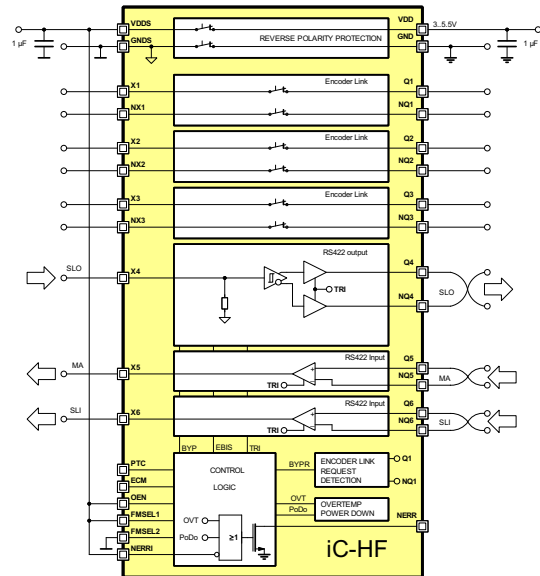 VDDS
VDD
3..5.5V
1 µF
REVERSE POLARITY PROTECTION
1 µF
GNDS
GND
X1
Encoder Link
Q1
NX1
NQ1
X2
Encoder Link
Q2
NX2
NQ2
X3
Encoder Link
Q3
NX3
NQ3
RS422 output
SLO
X4
Q4
TRI
SLO
NQ4
RS422 Input
Q5
MA
X5
NQ5
MA
TRI
RS422 Input
Q6
SLI
X6
NQ6
SLI
TRI
BYP
EBIS
TRI
PTC
CONTROL
LOGIC
BYPR
ENCODER LINK
REQUEST
DETECTION
Q1
NQ1
ECM
OEN
OVT
PoDo
OVERTEMP
POWER DOWN
FMSEL1
OVT
NERR
FMSEL2
PoDo
≥1
NERRI
iC-HF